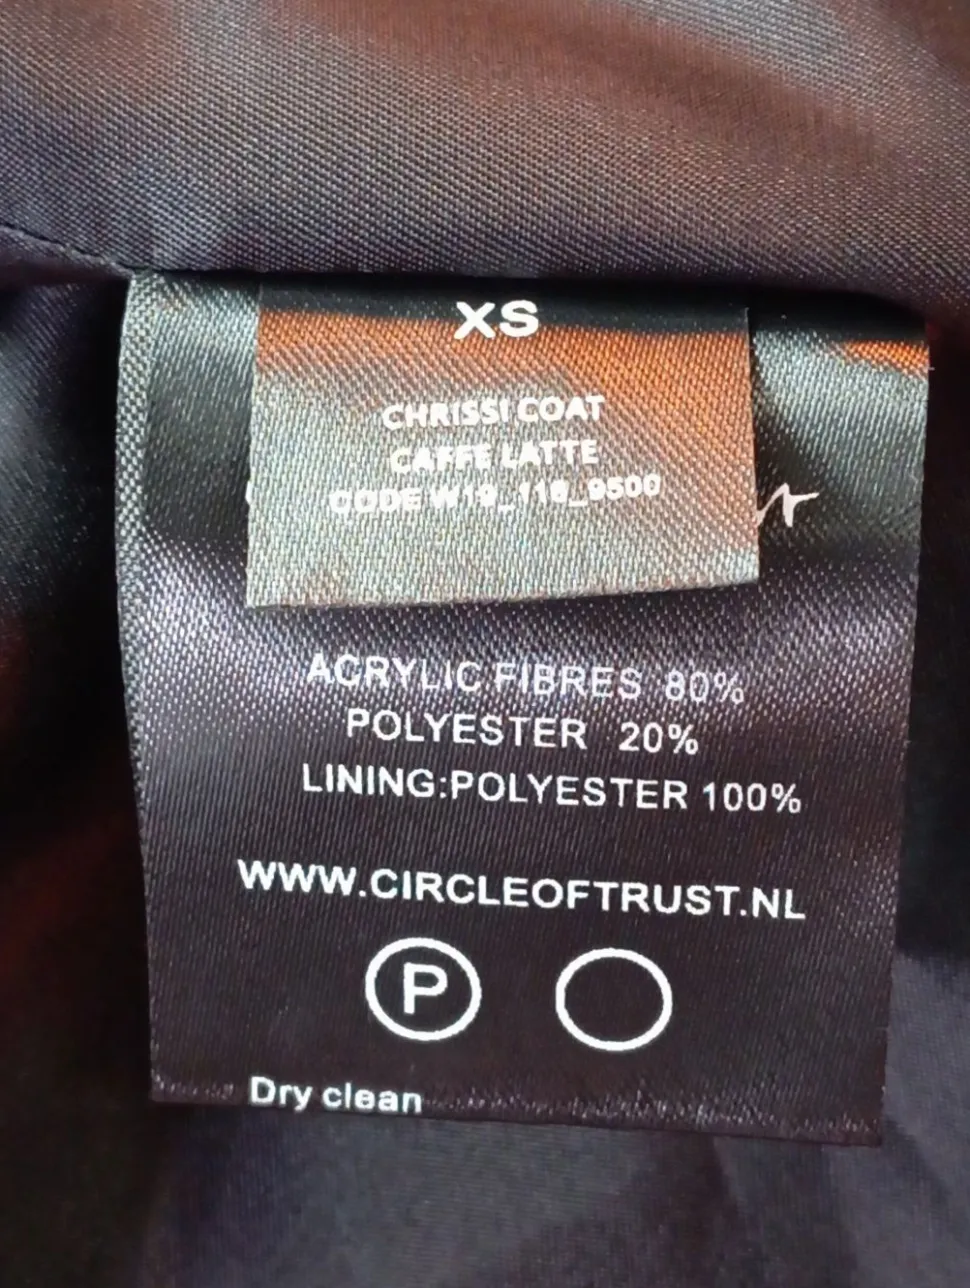 XS
CHRISSI COAT
CAFFE LATTE
CODE W19_118_9500
ACRYLIC FIBRES 80%
POLYESTER 20%
LINING:POLYESTER 100%
WWW.CIRCLEOFTRUST.NL
P
Dry clean